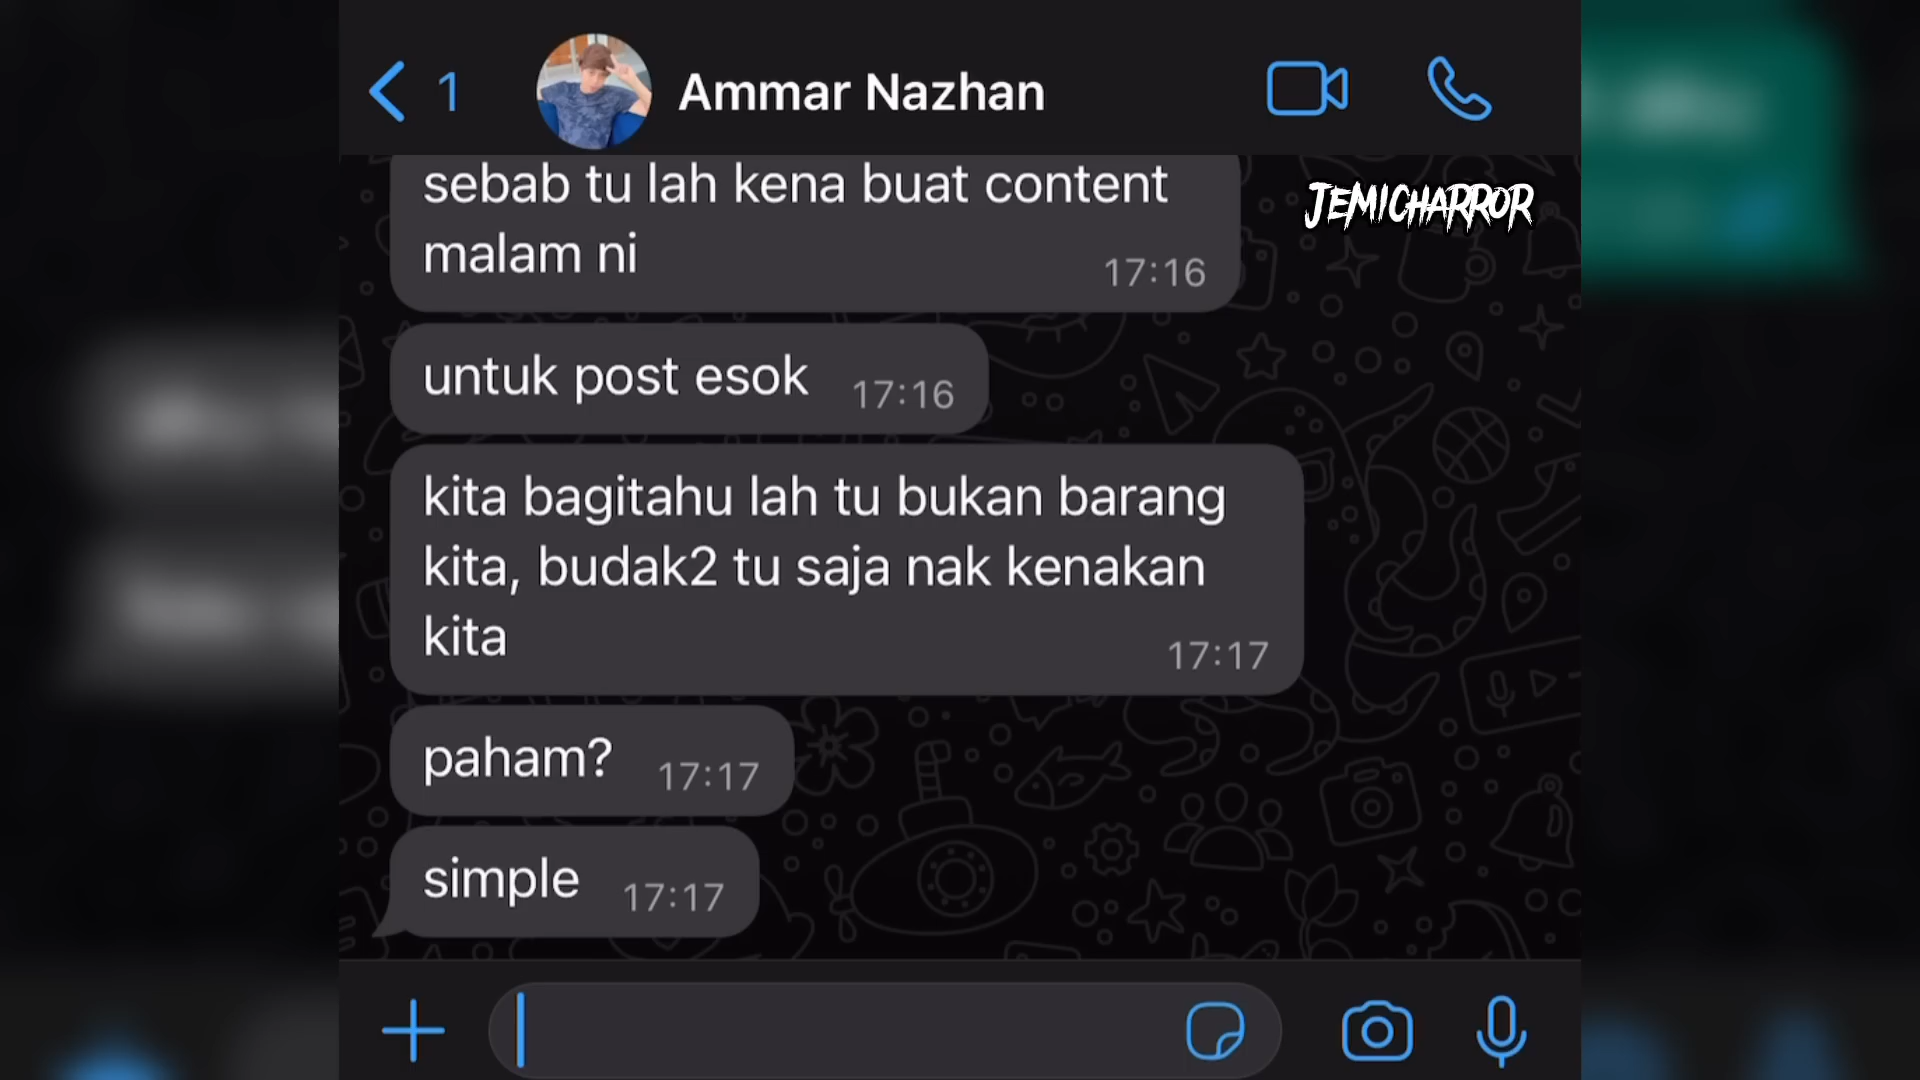 1
Ammar Nazhan
JEMICHARROR
sebab tu lah kena buat content
malam ni
17:16
untuk post esok 17:16
kita bagitahu lah tu bukan barang
kita, budak2 tu saja nak kenakan
kita
17:17
paham? 17:17
simple 17:17